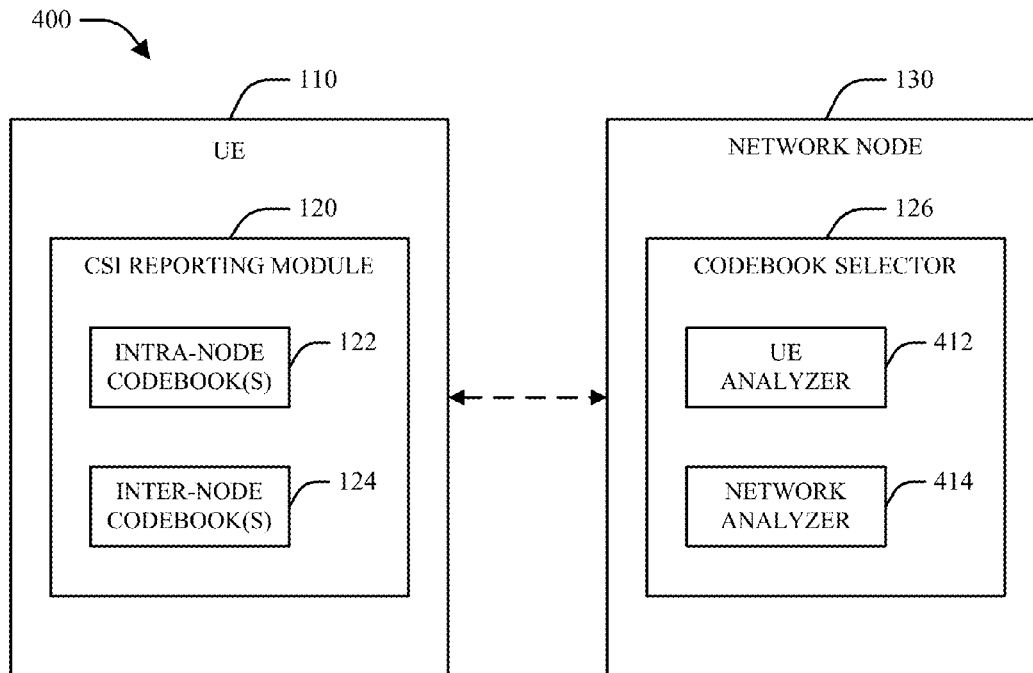 400
110
130
UE
NETWORK NODE
120
126
CSI REPORTING MODULE
CODEBOOK SELECTOR
INTRA-NODE
CODEBOOK(S)
122
UE
ANALYZER
412
INTER-NODE
CODEBOOK(S)
124
NETWORK
ANALYZER
414